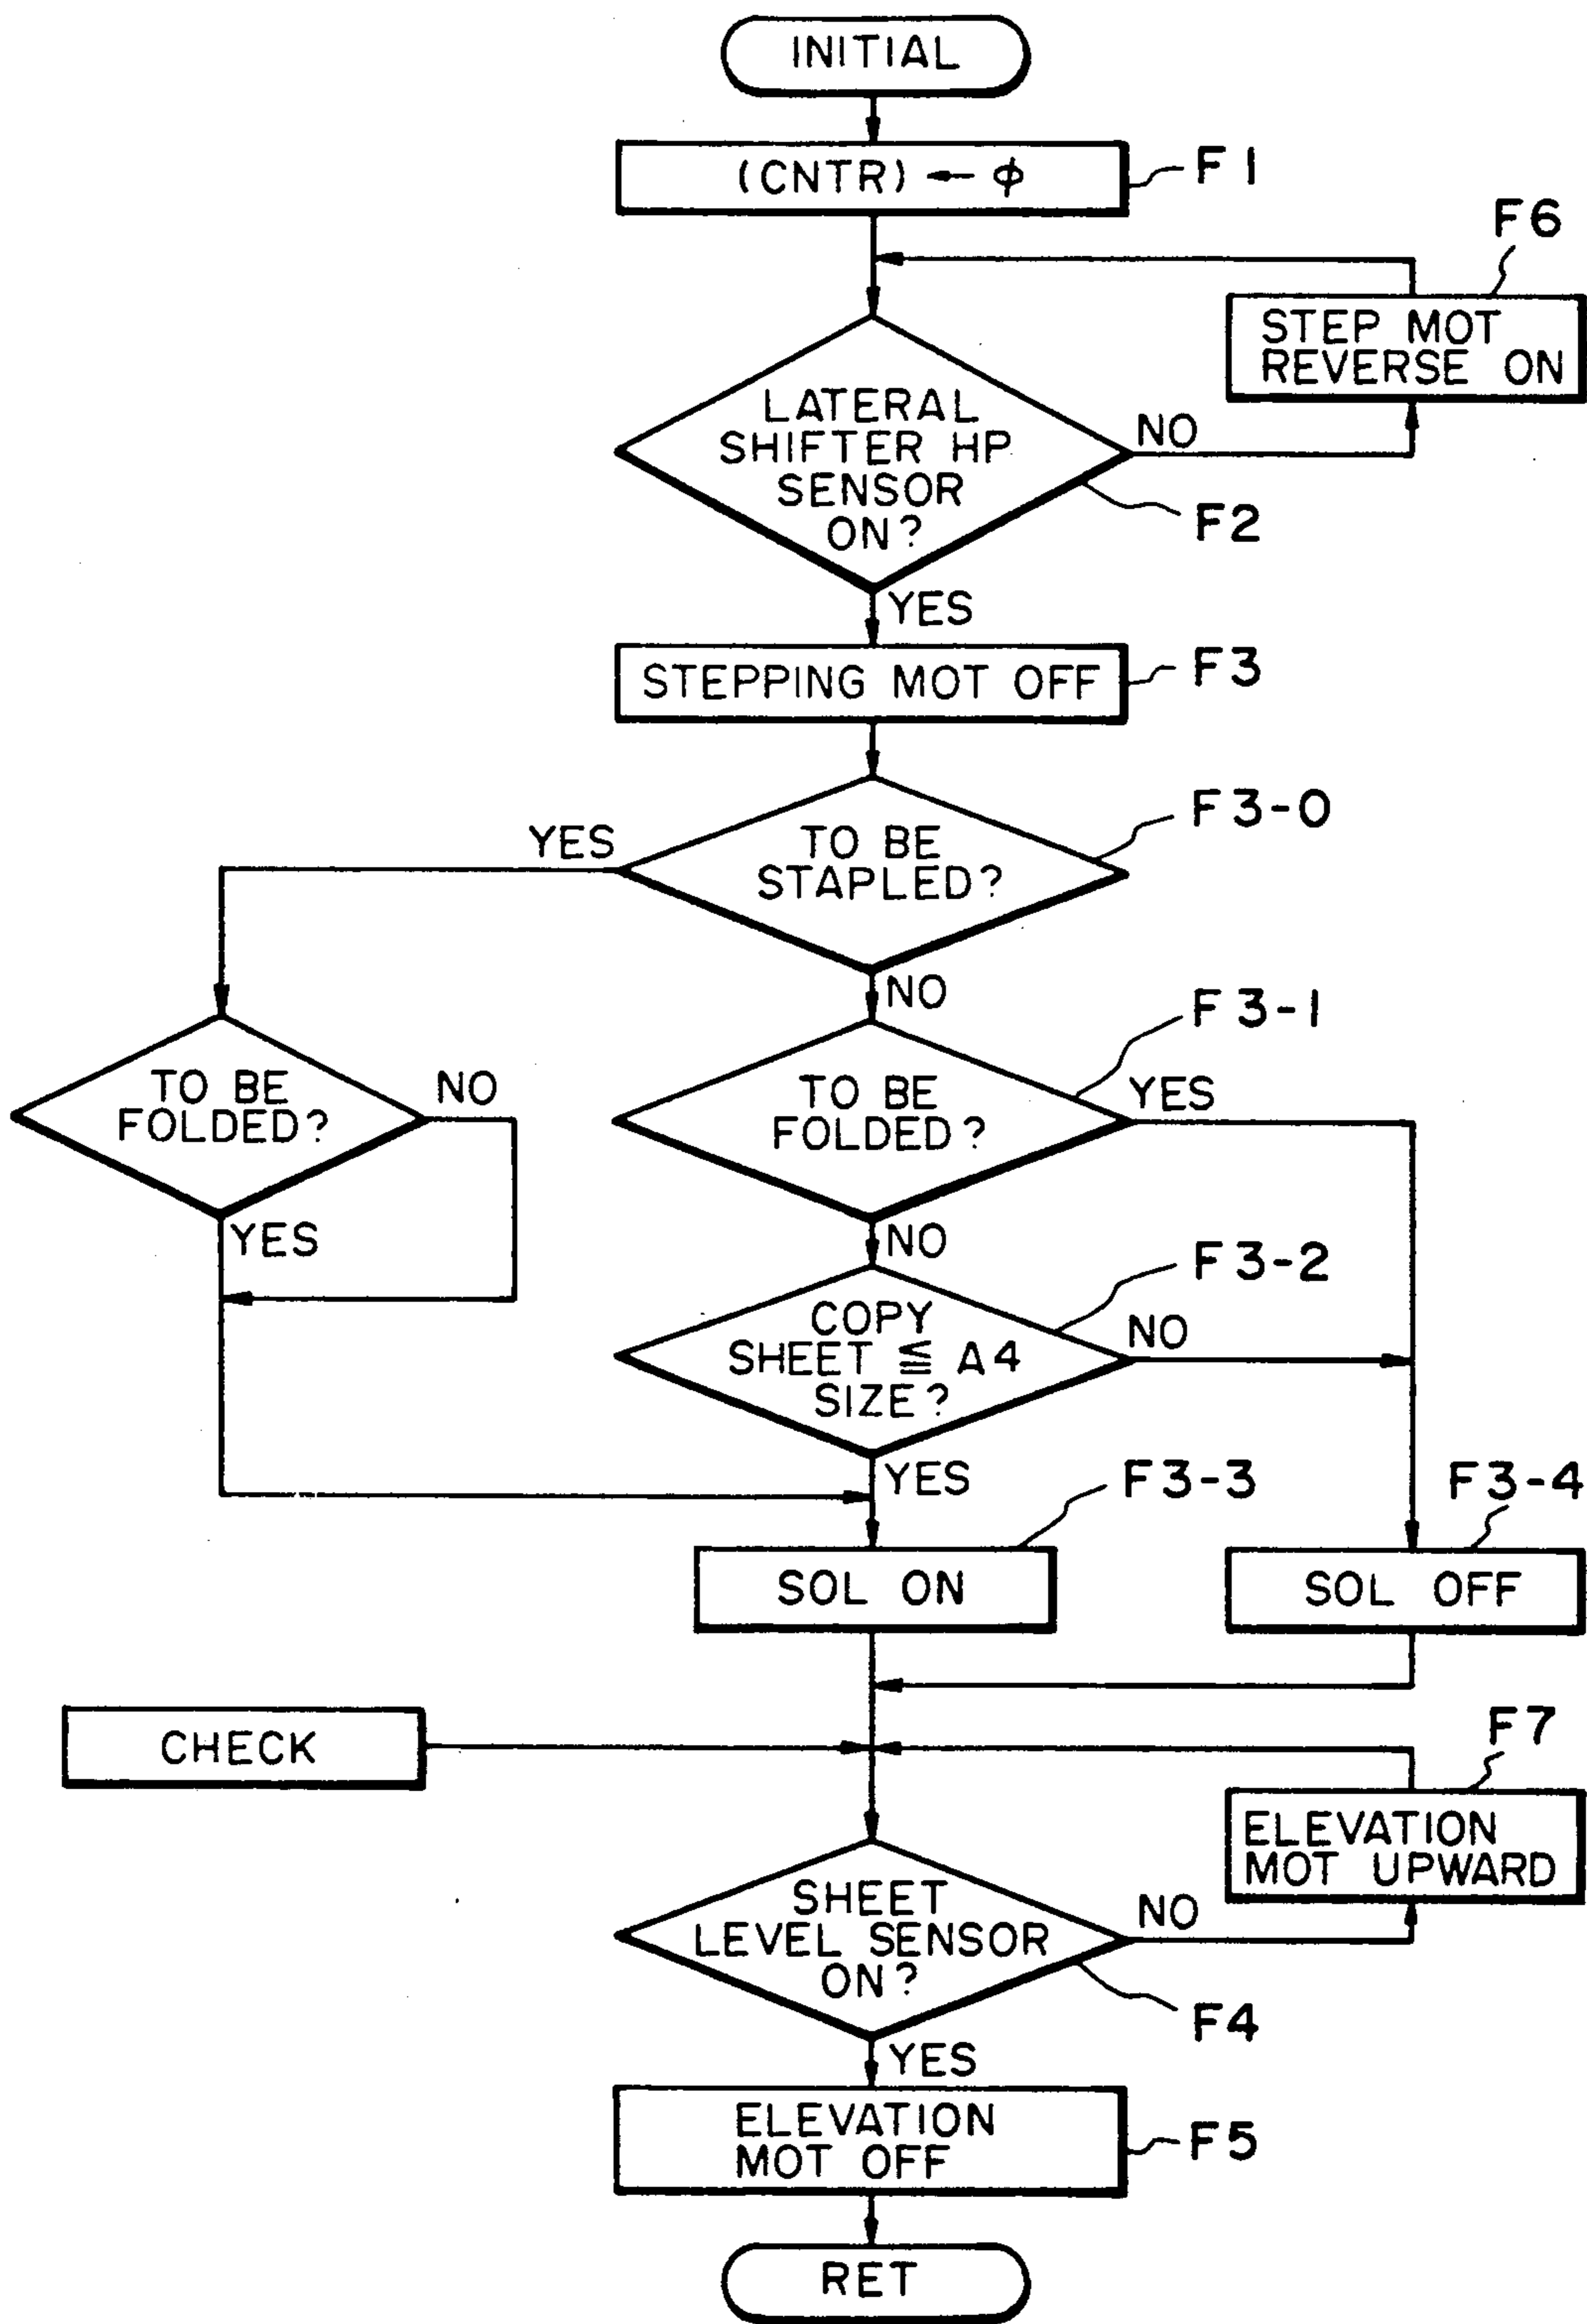 INITIAL
(CNTR) ← ϕ
F1
F6
STEP MOT
REVERSE ON
LATERAL
SHIFTER HP
SENSOR
ON?
NO
F2
YES
STEPPING MOT OFF
F3
F3-0
YES
TO BE
STAPLED?
NO
F3-1
TO BE
FOLDED?
NO
YES
TO BE
FOLDED?
YES
NO
F3-2
COPY
SHEET ≦ A4
SIZE?
NO
YES
F3-3
F3-4
SOL ON
SOL OFF
CHECK
F7
ELEVATION
MOT UPWARD
SHEET
LEVEL SENSOR
ON?
NO
F4
YES
ELEVATION
MOT OFF
F5
RET